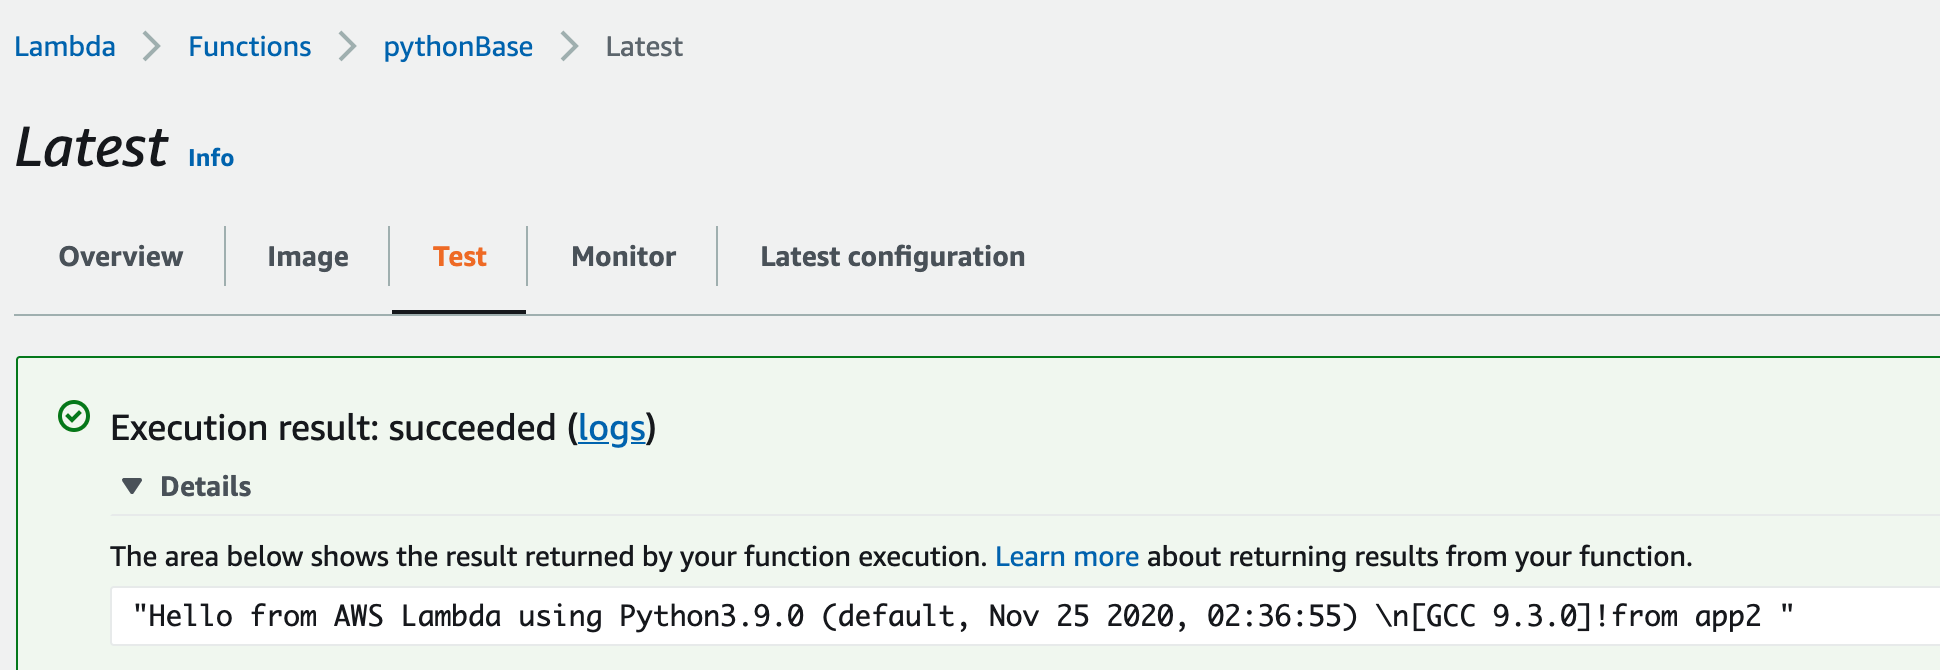 Lambda > Functions > pythonBase > Latest
Latest Info
Overview Image Test Monitor Latest configuration
Execution result: succeeded (logs)
▼ Details
The area below shows the result returned by your function execution. Learn more about returning results from your function.
"Hello from AWS Lambda using Python3.9.0 (default, Nov 25 2020, 02:36:55) \n[GCC 9.3.0]!from app2 "